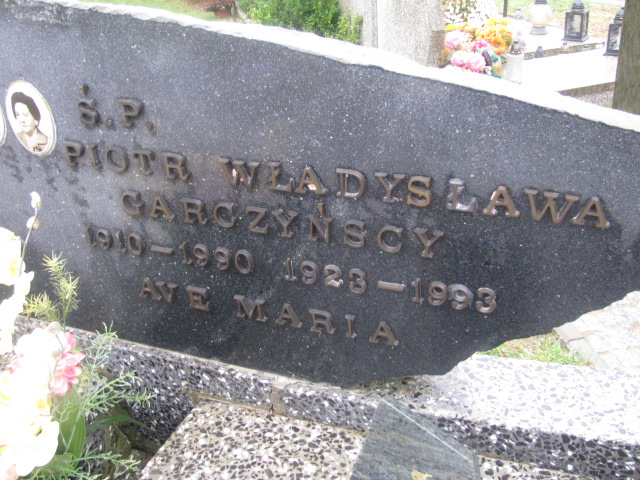 Ś.P.
PIOTR WŁADYSŁAWA
GARCZYŃSCY
1910-1990 1923-1993
AVE MARIA